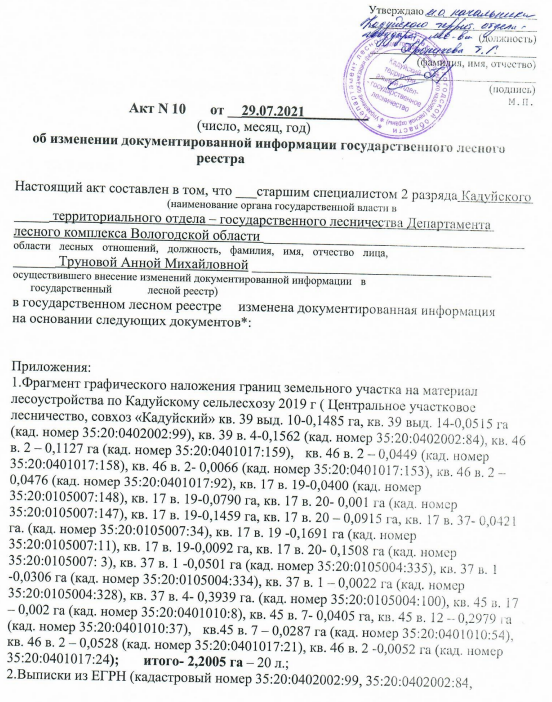 Утверждаю и.о. начальника
Кадуйского террит. отдела -
государст. лес-ва (должность)
(фамилия, имя, отчество)
(подпись)
М.П.
Акт N 10 от 29.07.2021
(число, месяц, год)
об изменении документированной информации государственного лесного
реестра
Настоящий акт составлен в том, что ___старшим специалистом 2 разряда Кадуйского
(наименование органа государственной власти в
территориального отдела – государственного лесничества Департамента
лесного комплекса Вологодской области
области лесных отношений, должность, фамилия, имя, отчество лица,
Труновой Анной Михайловной
осуществившего внесение изменений документированной информации в
государственный лесной реестр)
в государственном лесном реестре изменена документированная информация
на основании следующих документов*:
Приложения:
1.Фрагмент графического наложения границ земельного участка на материал
лесоустройства по Кадуйскому сельлесхозу 2019 г ( Центральное участковое
лесничество, совхоз «Кадуйский» кв. 39 выд. 10-0,1485 га, кв. 39 выд. 14-0,0515 га
(кад. номер 35:20:0402002:99), кв. 39 в. 4-0,1562 (кад. номер 35:20:0402002:84), кв. 46
в. 2 – 0,1127 га (кад. номер 35:20:0401017:159), кв. 46 в. 2 – 0,0449 (кад. номер
35:20:0401017:158), кв. 46 в. 2- 0,0066 (кад. номер 35:20:0401017:153), кв. 46 в. 2 –
0,0476 (кад. номер 35:20:0401017:92), кв. 17 в. 19-0,0400 (кад. номер
35:20:0105007:148), кв. 17 в. 19-0,0790 га, кв. 17 в. 20- 0,001 га (кад. номер
35:20:0105007:147), кв. 17 в. 19-0,1459 га, кв. 17 в. 20 – 0,0915 га, кв. 17 в. 37- 0,0421
га. (кад. номер 35:20:0105007:34), кв. 17 в. 19 -0,1691 га (кад. номер
35:20:0105007:11), кв. 17 в. 19-0,0092 га, кв. 17 в. 20- 0,1508 га (кад. номер
35:20:0105007: 3), кв. 37 в. 1 -0,0501 (кад. номер 35:20:0105004:335), кв. 37 в. 1
-0,0306 га (кад. номер 35:20:0105004:334), кв. 37 в. 1 – 0,0022 га (кад. номер
35:20:0105004:328), кв. 37 в. 4- 0,3939 га. (кад. номер 35:20:0105004:100), кв. 45 в. 17
– 0,002 га (кад. номер 35:20:0401010:8), кв. 45 в. 7- 0,0405 га, кв. 45 в. 12 – 0,2979 га
(кад. номер 35:20:0401010:37), кв.45 в. 7 – 0,0287 га (кад. номер 35:20:0401010:54),
кв. 46 в. 2 – 0,0528 (кад. номер 35:20:0401017:21), кв. 46 в. 2 -0,0052 га (кад. номер
35:20:0401017:24); итого- 2,2005 га – 20 л.;
2.Выписки из ЕГРН (кадастровый номер 35:20:0402002:99, 35:20:0402002:84,